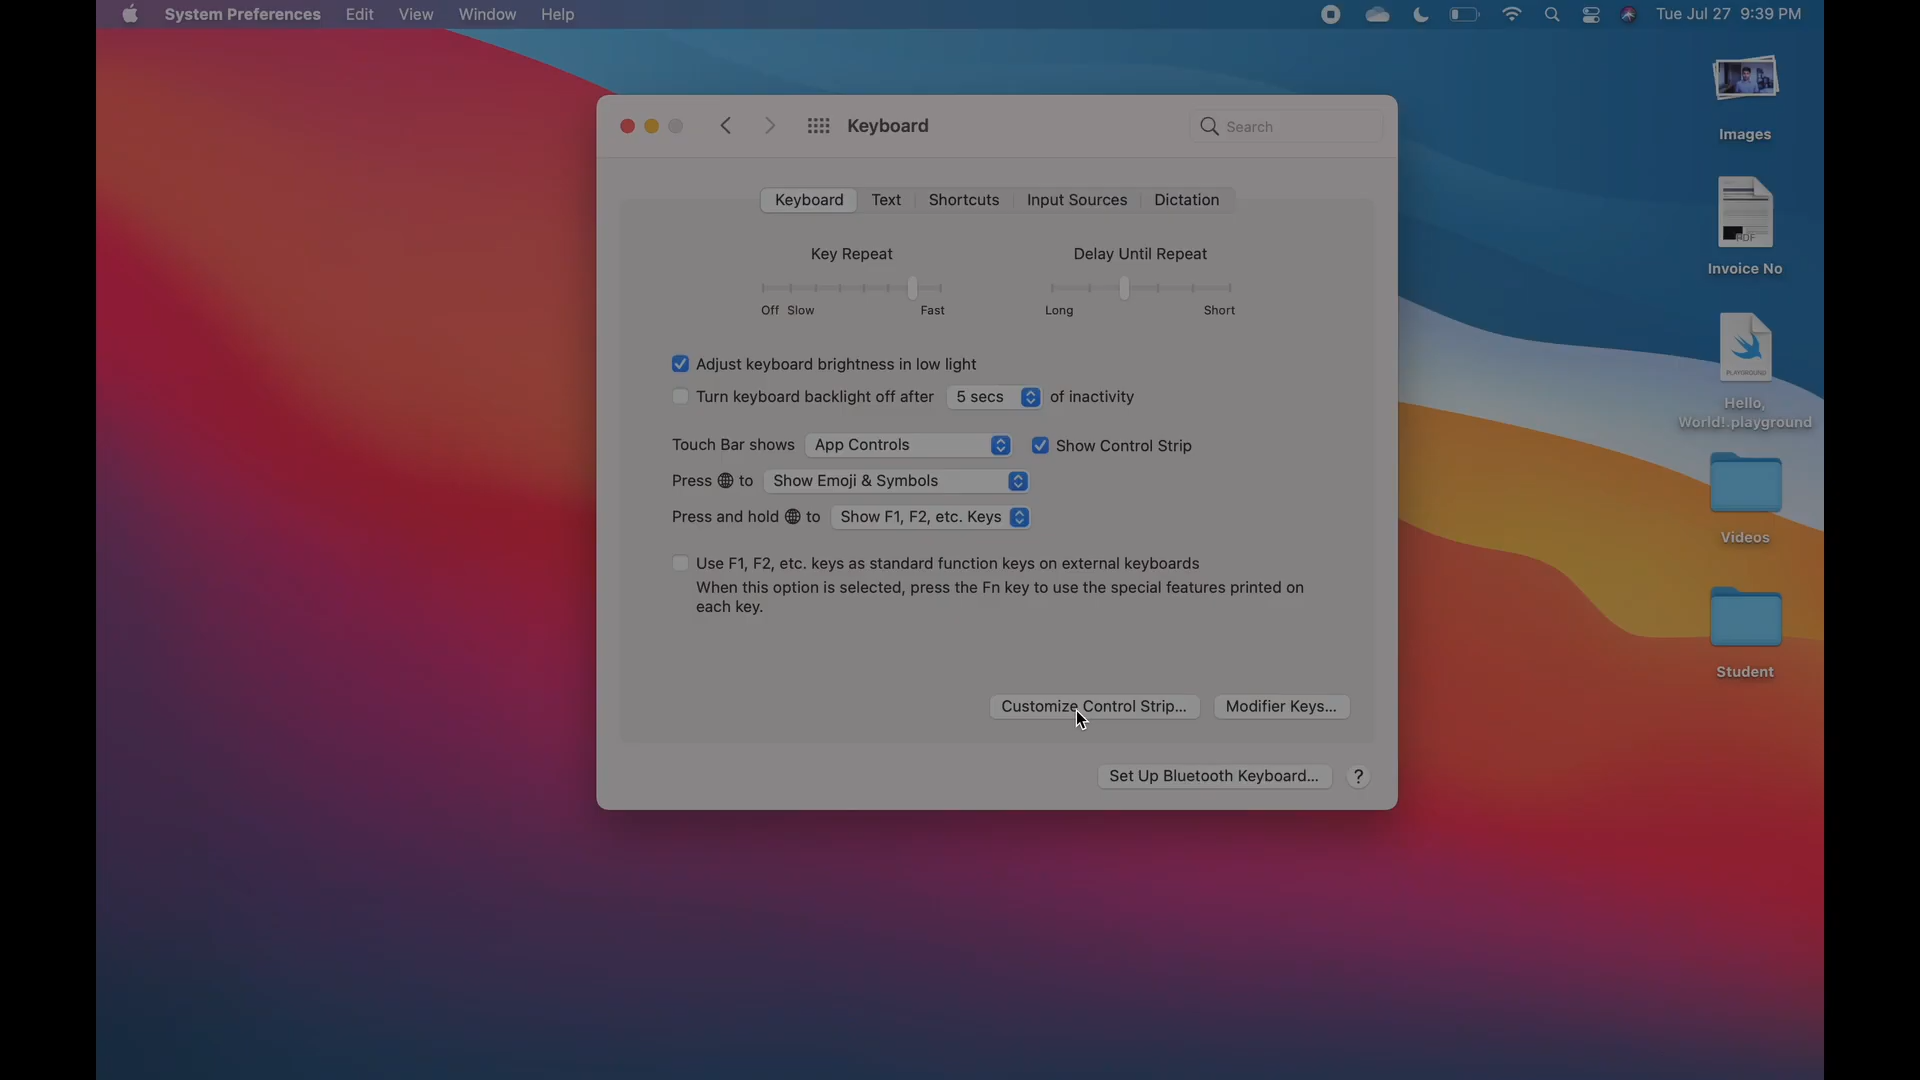 System Preferences Edit View Window Help Tue Jul 27 9:39 PM
Keyboard Search
Keyboard Text Shortcuts Input Sources Dictation
Key Repeat Delay Until Repeat
Off Slow Fast Long Short
Adjust keyboard brightness in low light
Turn keyboard backlight off after 5 secs of inactivity
Touch Bar shows App Controls Show Control Strip
Press to Show Emoji & Symbols
Press and hold to Show F1, F2, etc. Keys
Use F1, F2, etc. keys as standard function keys on external keyboards
When this option is selected, press the Fn key to use the special features printed on
each key.
Customize Control Strip... Modifier Keys...
Set Up Bluetooth Keyboard... ?
Images
PDF
Invoice No
PLAYGROUND
Hello,
World!.playground
Videos
Student